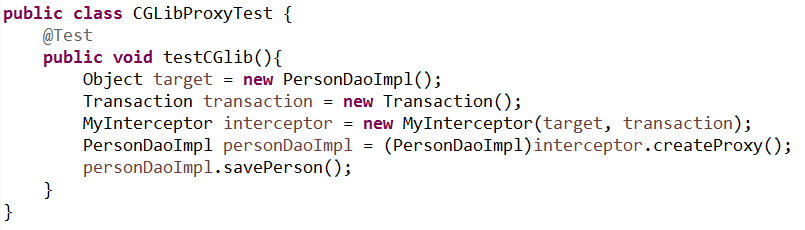 public class CGLibProxyTest {
@Test
public void testCGlib(){
Object target = new PersonDaoImpl();
Transaction transaction = new Transaction();
MyInterceptor interceptor = new MyInterceptor(target, transaction);
PersonDaoImpl personDaoImpl = (PersonDaoImpl)interceptor.createProxy();
personDaoImpl.savePerson();
}
}